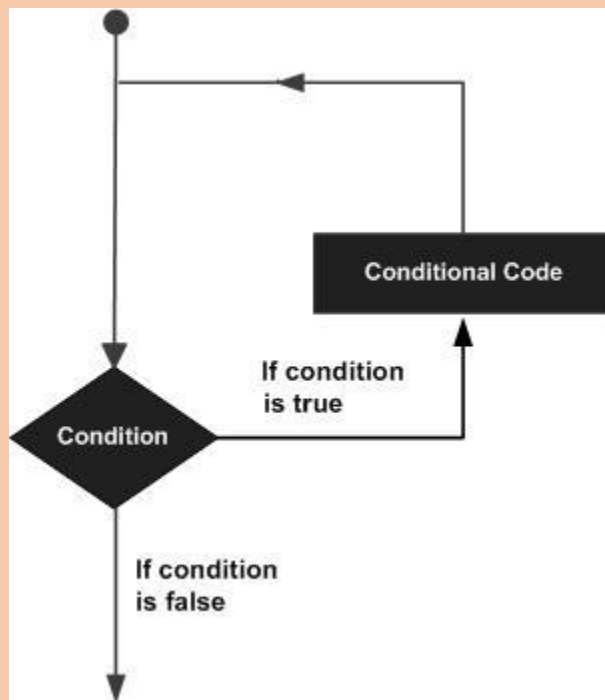 Conditional Code
If condition
is true
Condition
If condition
is false